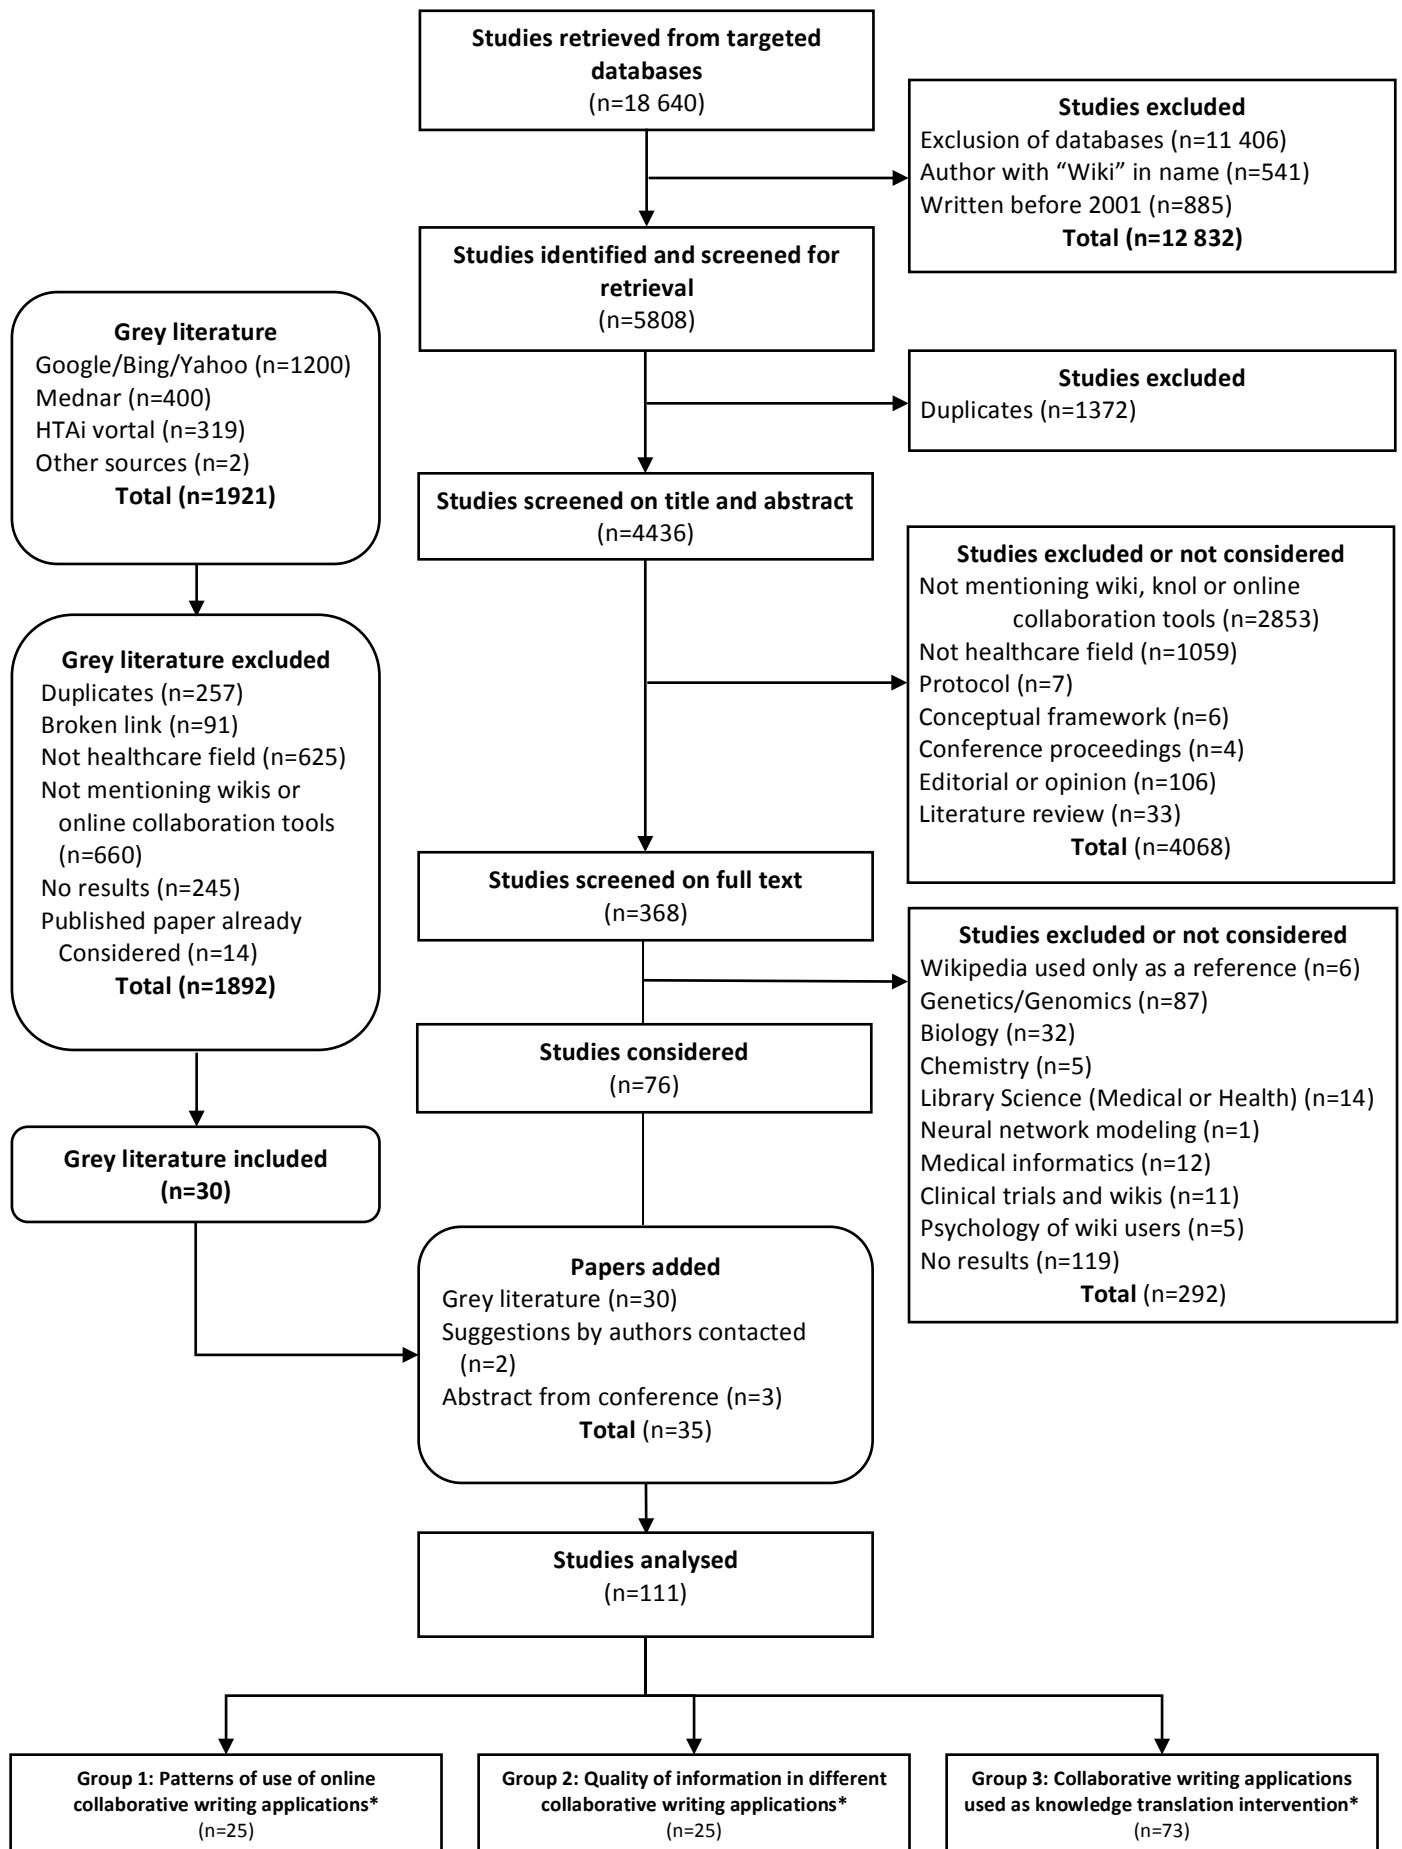 Studies retrieved from targeted
databases
(n=18 640)
Studies excluded
Exclusion of databases (n=11 406)
Author with “Wiki” in name (n=541)
Written before 2001 (n=885)
Total (n=12 832)
Studies identified and screened for
retrieval
(n=5808)
Grey literature
Google/Bing/Yahoo (n=1200)
Mednar (n=400)
HTAi vortal (n=319)
Other sources (n=2)
Total (n=1921)
Studies excluded
Duplicates (n=1372)
Studies screened on title and abstract
(n=4436)
Studies excluded or not considered
Not mentioning wiki, knol or online
collaboration tools (n=2853)
Not healthcare field (n=1059)
Protocol (n=7)
Conceptual framework (n=6)
Conference proceedings (n=4)
Editorial or opinion (n=106)
Literature review (n=33)
Total (n=4068)
Grey literature excluded
Duplicates (n=257)
Broken link (n=91)
Not healthcare field (n=625)
Not mentioning wikis or
online collaboration tools
(n=660)
No results (n=245)
Published paper already
Considered (n=14)
Total (n=1892)
Studies screened on full text
(n=368)
Studies excluded or not considered
Wikipedia used only as a reference (n=6)
Genetics/Genomics (n=87)
Biology (n=32)
Chemistry (n=5)
Library Science (Medical or Health) (n=14)
Neural network modeling (n=1)
Medical informatics (n=12)
Clinical trials and wikis (n=11)
Psychology of wiki users (n=5)
No results (n=119)
Total (n=292)
Studies considered
(n=76)
Grey literature included
(n=30)
Papers added
Grey literature (n=30)
Suggestions by authors contacted
(n=2)
Abstract from conference (n=3)
Total (n=35)
Studies analysed
(n=111)
Group 1: Patterns of use of online
collaborative writing applications*
(n=25)
Group 2: Quality of information in different
collaborative writing applications*
(n=25)
Group 3: Collaborative writing applications
used as knowledge translation intervention*
(n=73)